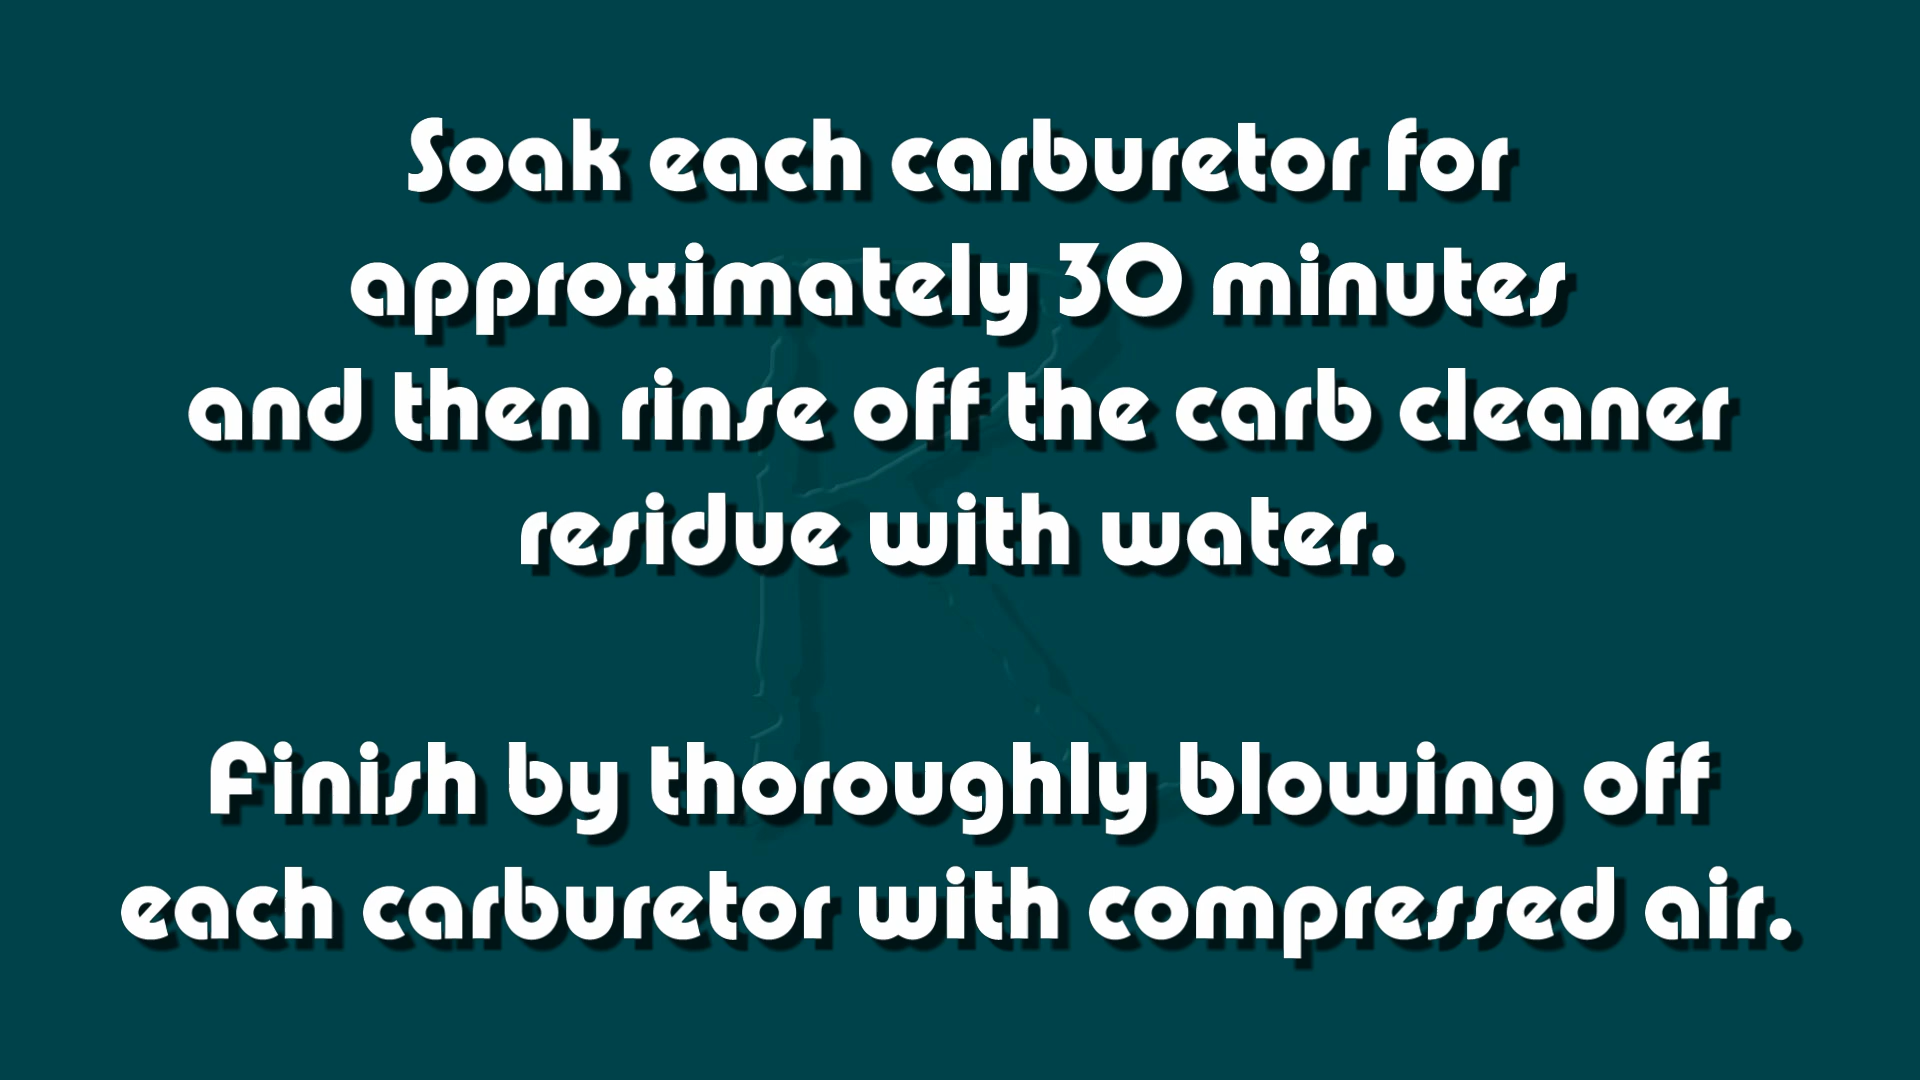 Soak each carburetor for
approximately 30 minutes
and then rinse off the carb cleaner
residue with water.
Finish by thoroughly blowing off
each carburetor with compressed air.